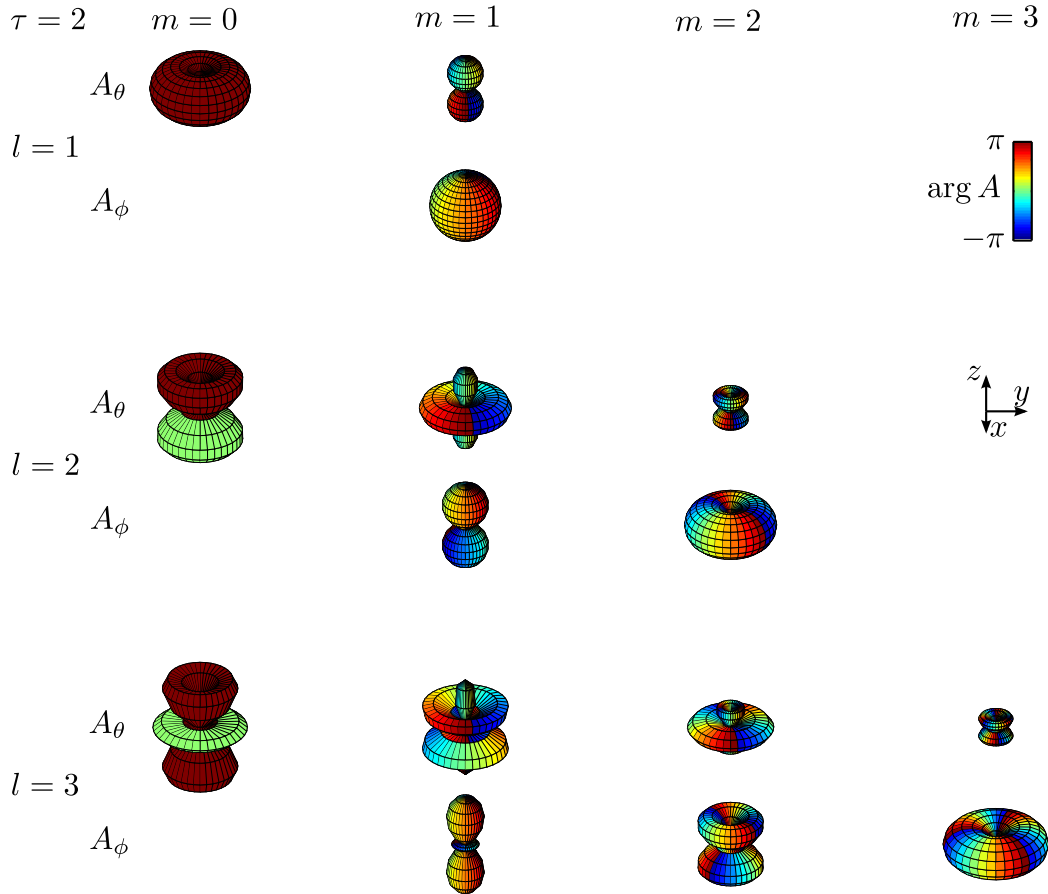 τ = 2 m = 0 m = 1 m = 2 m = 3
A_θ
l = 1
A_ϕ
π
arg A
−π
A_θ
l = 2
A_ϕ
z
y
x
A_θ
l = 3
A_ϕ